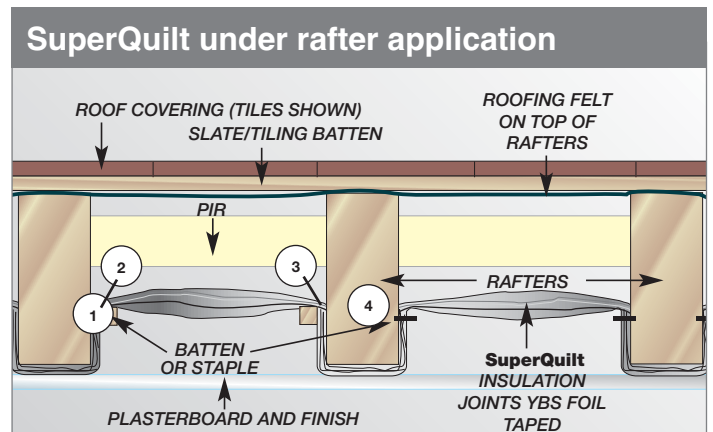 SuperQuilt under rafter application
ROOF COVERING (TILES SHOWN)
SLATE/TILING BATTEN
ROOFING FELT
ON TOP OF
RAFTERS
PIR
2
3
1
4
RAFTERS
BATTEN
OR STAPLE
SuperQuilt
INSULATION
JOINTS YBS FOIL
TAPED
PLASTERBOARD AND FINISH